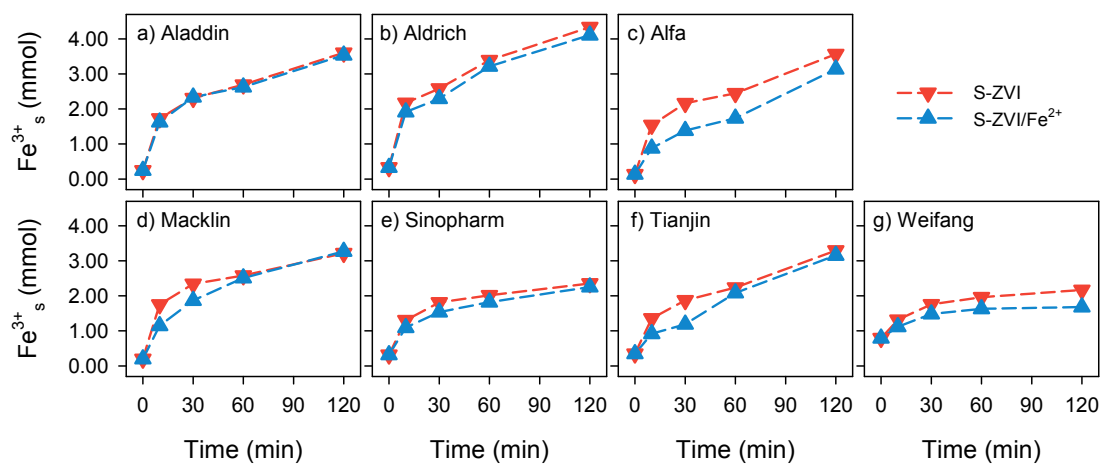 a) Aladdin
b) Aldrich
c) Alfa
4.00
3.00
2.00
1.00
0.00
Fe³⁺ₛ (mmol)
S-ZVI
S-ZVI/Fe²⁺
d) Macklin
e) Sinopharm
f) Tianjin
g) Weifang
4.00
3.00
2.00
1.00
0.00
Fe³⁺ₛ (mmol)
0 30 60 90 120
0 30 60 90 120
0 30 60 90 120
0 30 60 90 120
Time (min)
Time (min)
Time (min)
Time (min)